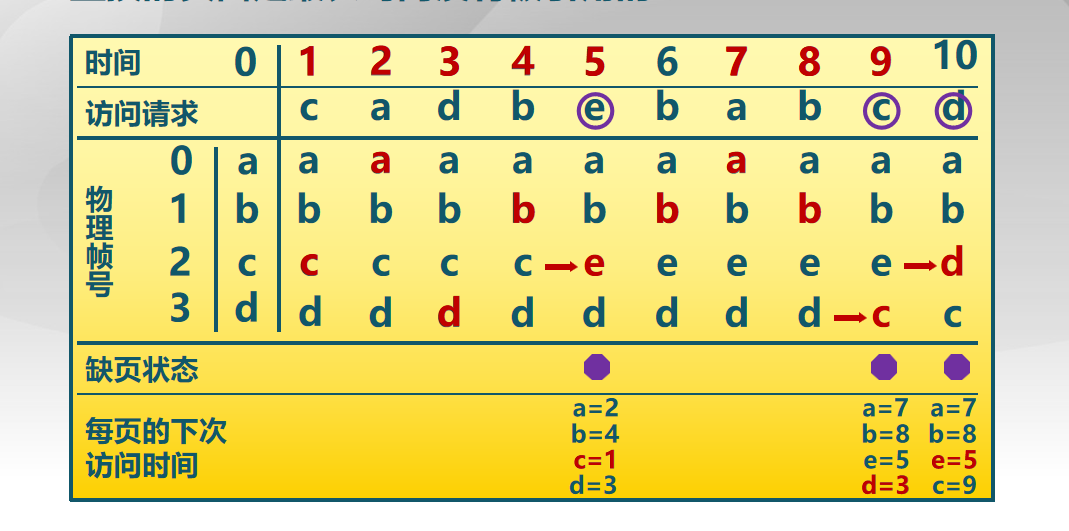 时间 0 1 2 3 4 5 6 7 8 9 10
访问请求 c a d b e b a b c d
物理帧号
0 a a a a a a a a a a a
1 b b b b b b b b b b b
2 c c c c c e e e e e d
3 d d d d d d d d d c c
缺页状态
每页的下次
访问时间
a=2 a=7 a=7
b=4 b=8 b=8
c=1 e=5 e=5
d=3 d=3 c=9